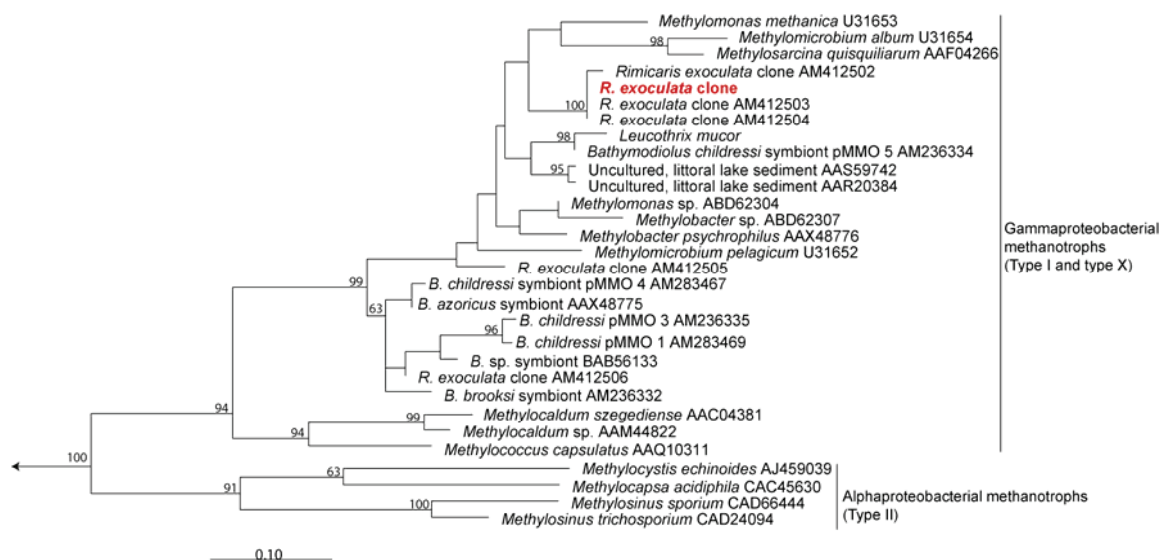 Methylomonas methanica U31653
Methylomicrobium album U31654
98
Methylosarcina quisquiliarum AAF04266
Rimicaris exoculata clone AM412502
R. exoculata clone
100
R. exoculata clone AM412503
R. exoculata clone AM412504
98
Leucothrix mucor
Bathymodiolus childressi symbiont pMMO 5 AM236334
95
Uncultured, littoral lake sediment AAS59742
Uncultured, littoral lake sediment AAR20384
Methylomonas sp. ABD62304
Methylobacter sp. ABD62307
Methylobacter psychrophilus AAX48776
Methylomicrobium pelagicum U31652
R. exoculata clone AM412505
99
B. childressi symbiont pMMO 4 AM283467
63
B. azoricus symbiont AAX48775
B. childressi pMMO 3 AM236335
96
B. childressi pMMO 1 AM283469
B. sp. symbiont BAB56133
R. exoculata clone AM412506
B. brooksi symbiont AM236332
94
99
Methylocaldum szegediense AAC04381
94
Methylocaldum sp. AAM44822
Methylococcus capsulatus AAQ10311
Gammaproteobacterial
methanotrophs
(Type I and type X)
100
63
Methylocystis echinoides AJ459039
Methylocapsa acidiphila CAC45630
91
100
Methylosinus sporium CAD66444
Methylosinus trichosporium CAD24094
Alphaproteobacterial methanotrophs
(Type II)
0.10